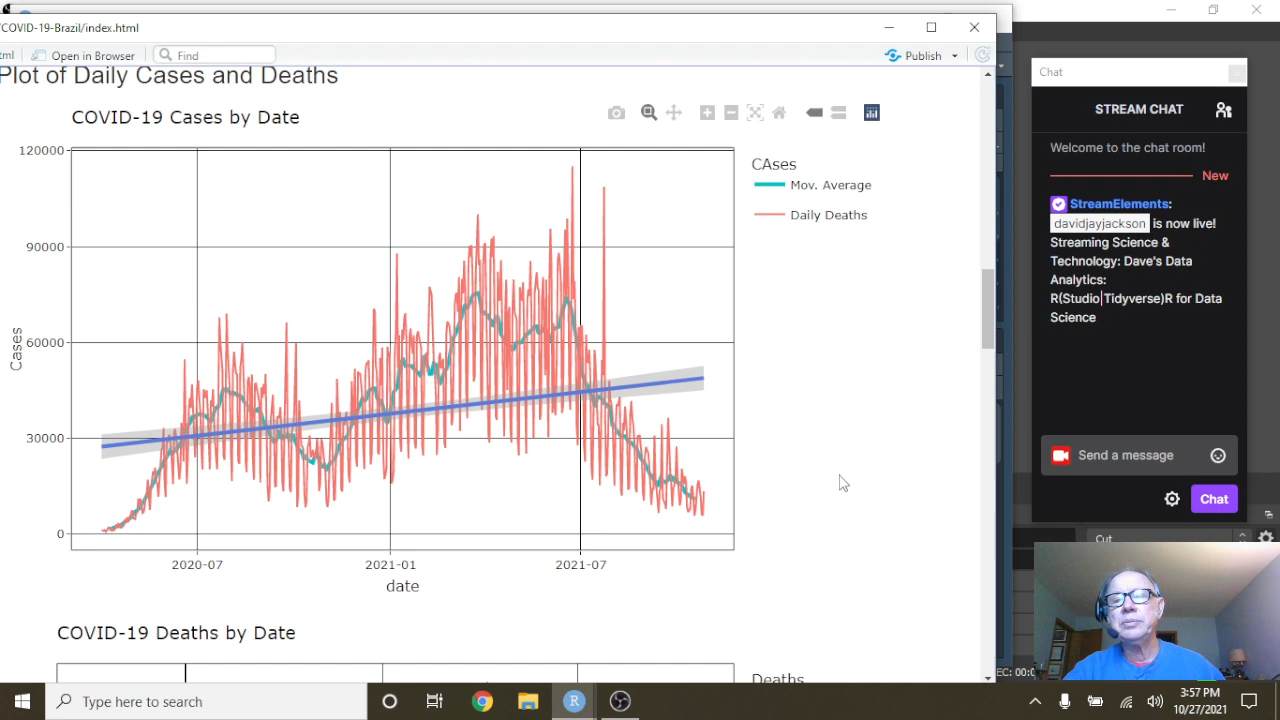 /COVID-19-Brazil/index.html
ml
Open in Browser
Find
Publish
Plot of Daily Cases and Deaths
COVID-19 Cases by Date
120000
90000
60000
30000
0
Cases
2020-07
2021-01
2021-07
date
CAses
Mov. Average
Daily Deaths
COVID-19 Deaths by Date
Deaths
Chat
STREAM CHAT
Welcome to the chat room!
New
StreamElements:
davidjayjackson is now live!
Streaming Science &
Technology: Dave's Data
Analytics:
R(Studio|Tidyverse)R for Data
Science
Send a message
Chat
Cut
EC: 00:0
Type here to search
3:57 PM
10/27/2021